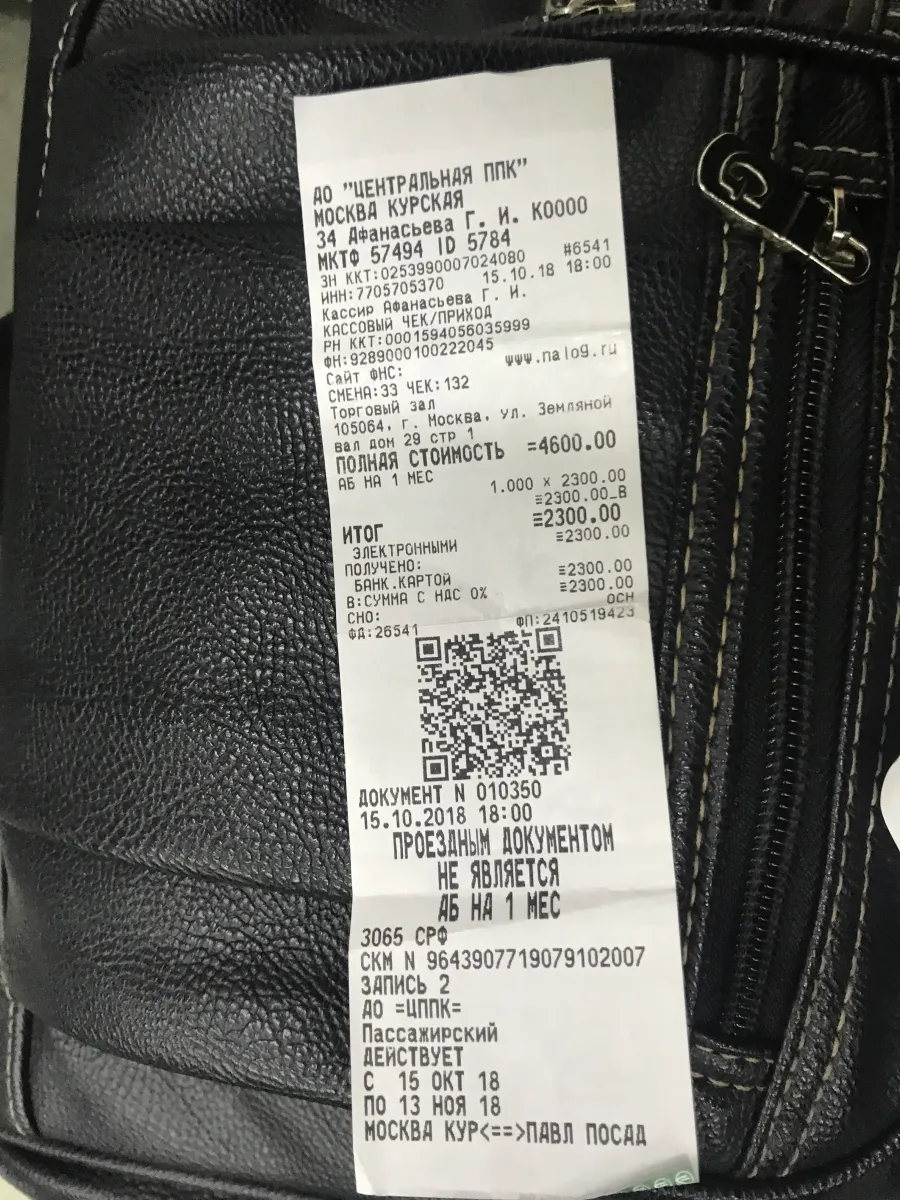 АО "ЦЕНТРАЛЬНАЯ ППК"
МОСКВА КУРСКАЯ
34 Афанасьева Г. И. К0000
МКТФ 57494 ID 5784
ЗН ККТ:0253990007024080 #6541
ИНН:7705705370 15.10.18 18:00
Кассир Афанасьева Г. И.
КАССОВЫЙ ЧЕК/ПРИХОД
РН ККТ:0001594056035999
ФН:9289000100222045
Сайт ФНС: www.nalog.ru
СМЕНА:33 ЧЕК:132
Торговый зал
105064, г. Москва, ул. Земляной
вал дом 29 стр 1
ПОЛНАЯ СТОИМОСТЬ =4600.00
АБ НА 1 МЕС
1.000 x 2300.00
≡2300.00_В
ИТОГ ≡2300.00
ЭЛЕКТРОННЫМИ ≡2300.00
ПОЛУЧЕНО:
БАНК.КАРТОЙ ≡2300.00
В:СУММА С НДС 0% ≡2300.00
СНО: ОСН
ФД:26541 ФП:2410519423
ДОКУМЕНТ N 010350
15.10.2018 18:00
ПРОЕЗДНЫМ ДОКУМЕНТОМ
НЕ ЯВЛЯЕТСЯ
АБ НА 1 МЕС
3065 СРФ
СКМ N 9643907719079102007
ЗАПИСЬ 2
АО =ЦППК=
Пассажирский
ДЕЙСТВУЕТ
С 15 ОКТ 18
ПО 13 НОЯ 18
МОСКВА КУР<==>ПАВЛ ПОСАД